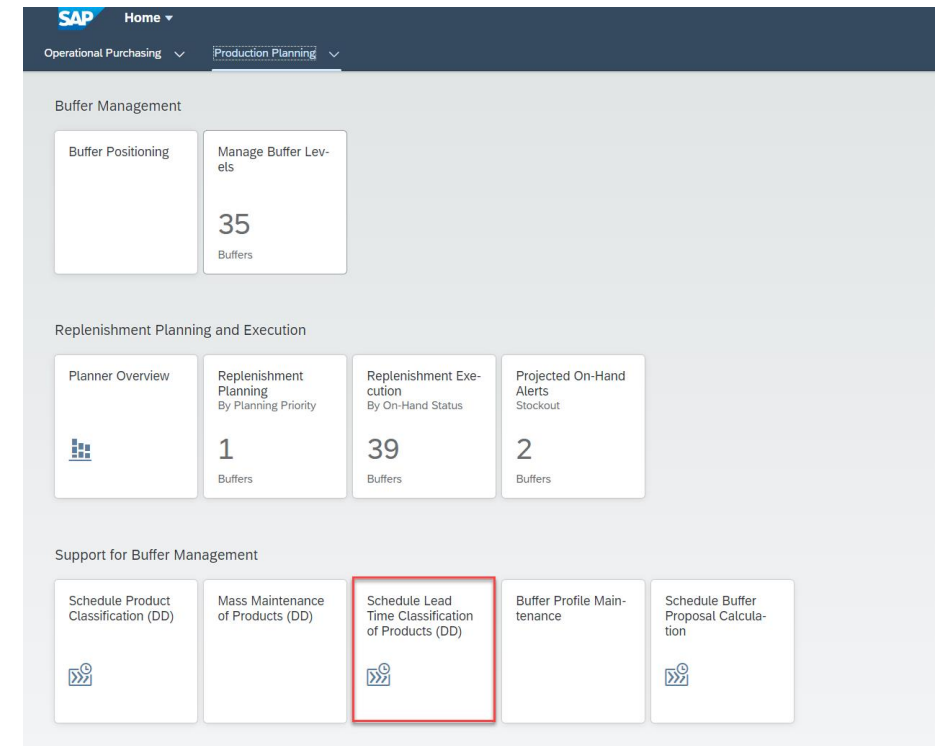 SAP Home
Operational Purchasing Production Planning
Buffer Management
Buffer Positioning
Manage Buffer Lev-
els
35
Buffers
Replenishment Planning and Execution
Planner Overview
Replenishment
Planning
By Planning Priority
1
Buffers
Replenishment Exe-
cution
By On-Hand Status
39
Buffers
Projected On-Hand
Alerts
Stockout
2
Buffers
Support for Buffer Management
Schedule Product
Classification (DD)
Mass Maintenance
of Products (DD)
Schedule Lead
Time Classification
of Products (DD)
Buffer Profile Main-
tenance
Schedule Buffer
Proposal Calcula-
tion